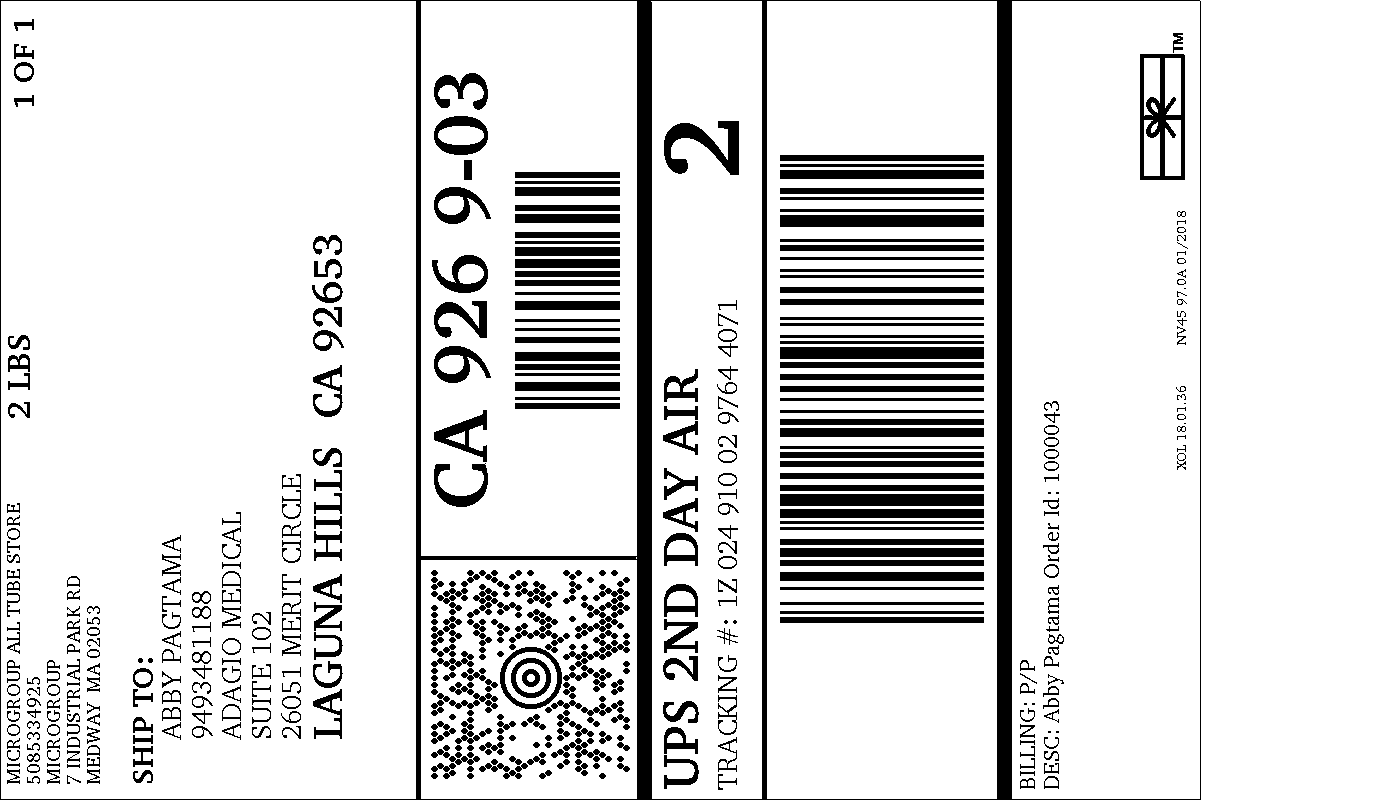 MICROGROUP ALL TUBE STORE
5085334925
MICROGROUP
7 INDUSTRIAL PARK RD
MEDWAY  MA 02053
2 LBS
1 OF 1
SHIP TO:
ABBY PAGTAMA
9493481188
ADAGIO MEDICAL
SUITE 102
26051 MERIT CIRCLE
LAGUNA HILLS  CA 92653
CA 926 9-03
UPS 2ND DAY AIR
2
TRACKING #: 1Z 024 910 02 9764 4071
BILLING: P/P
DESC: Abby Pagtama Order Id: 1000043
XOL 18.01.36
NV45 97.0A 01/2018
TM